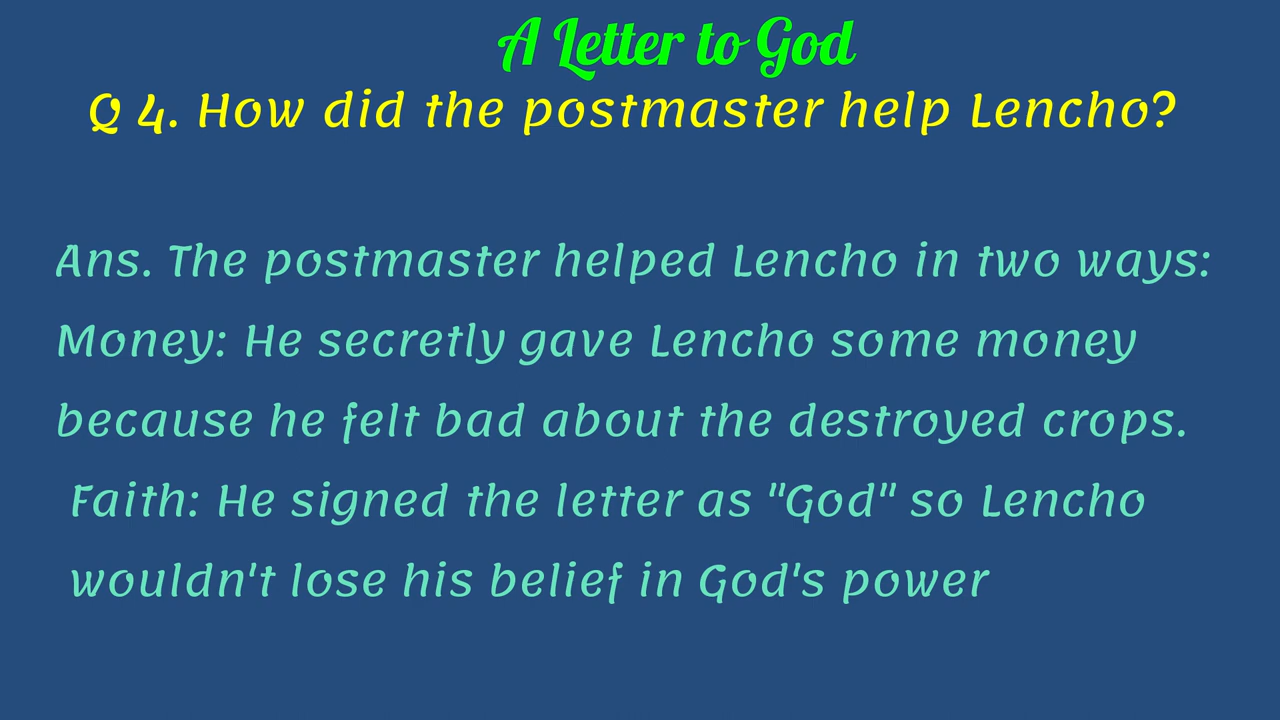 A Letter to God
Q 4. How did the postmaster help Lencho?
Ans. The postmaster helped Lencho in two ways:
Money: He secretly gave Lencho some money
because he felt bad about the destroyed crops.
Faith: He signed the letter as "God" so Lencho
wouldn't lose his belief in God's power